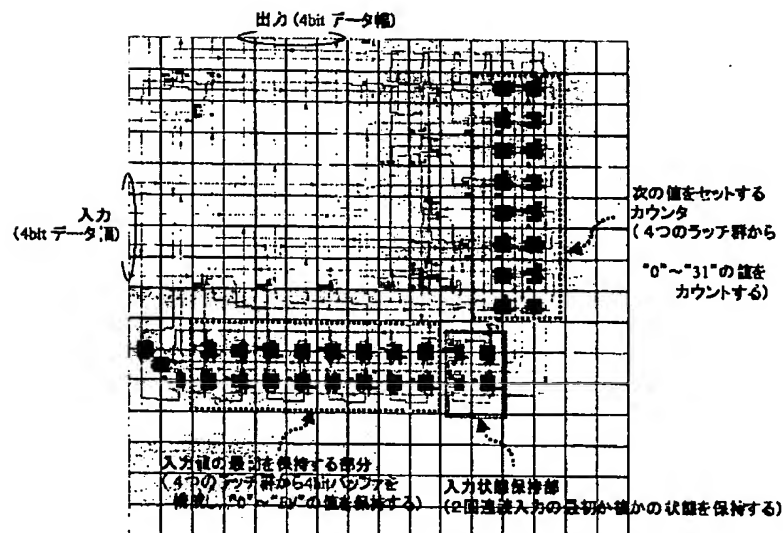 出力 (4bit データ幅)
入力
(4bit データ幅)
次の値をセットする
カウンタ
(4つのラッチ群から
"0"～"31"の値を
カウントする)
入力値の最初を保持する部分
(4つのラッチ群から4bitバッファを
構成し、"0"～ の値を保持する)
入力状態保持部
(2回連続入力の最初か後かの状態を保持する)